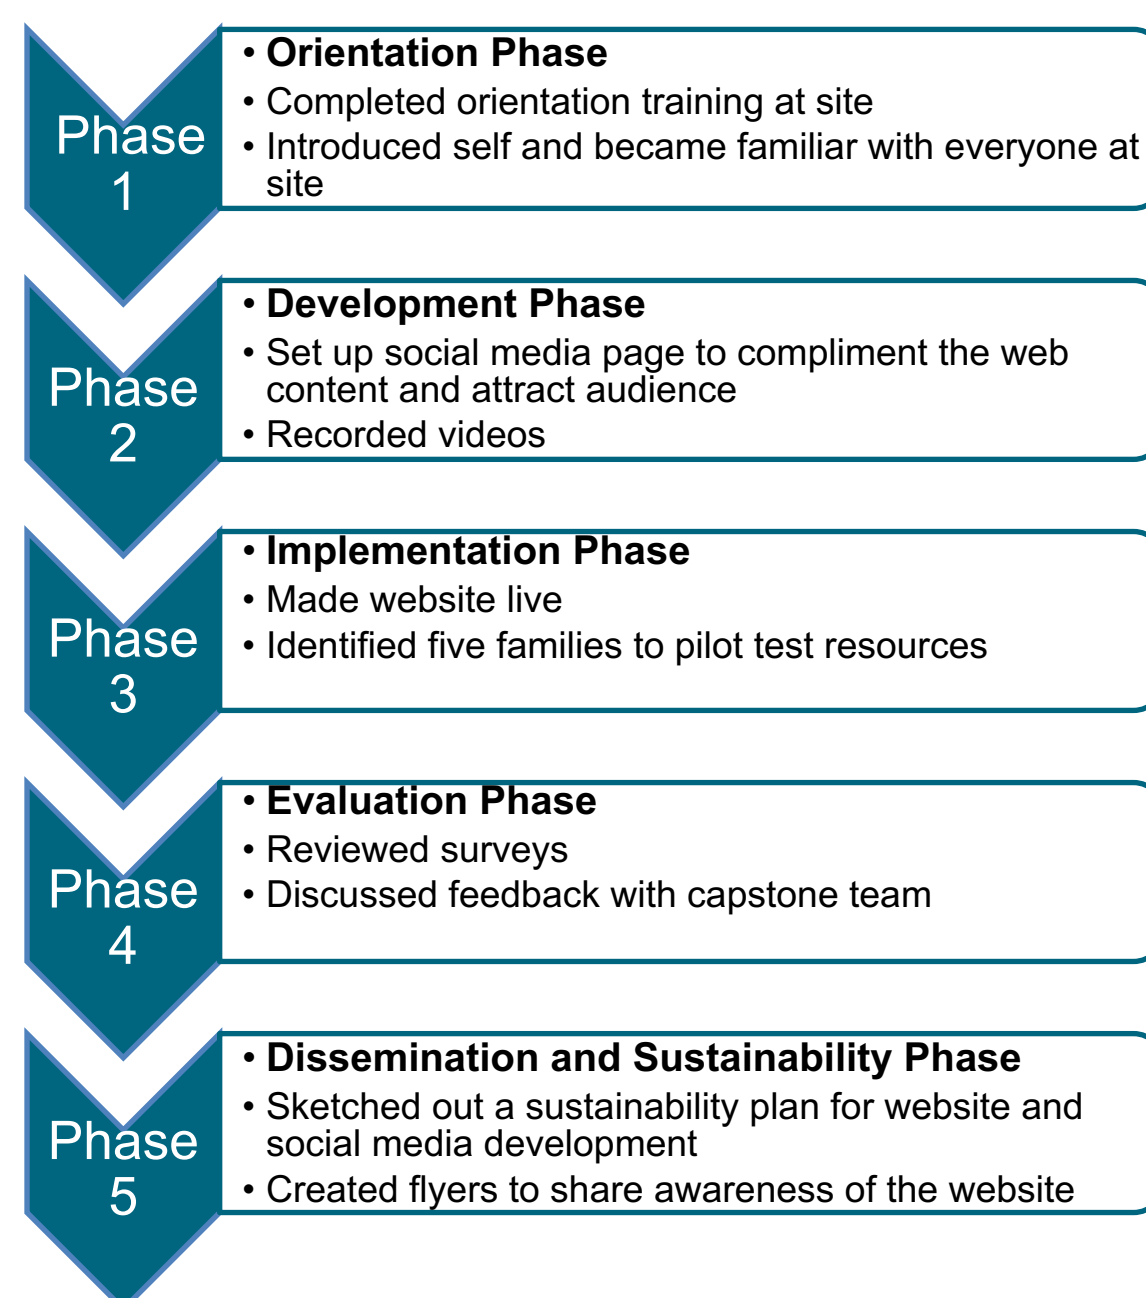 Phase
1
• Orientation Phase
• Completed orientation training at site
• Introduced self and became familiar with everyone at
site
Phase
2
• Development Phase
• Set up social media page to compliment the web
content and attract audience
• Recorded videos
Phase
3
• Implementation Phase
• Made website live
• Identified five families to pilot test resources
Phase
4
• Evaluation Phase
• Reviewed surveys
• Discussed feedback with capstone team
Phase
5
• Dissemination and Sustainability Phase
• Sketched out a sustainability plan for website and
social media development
• Created flyers to share awareness of the website